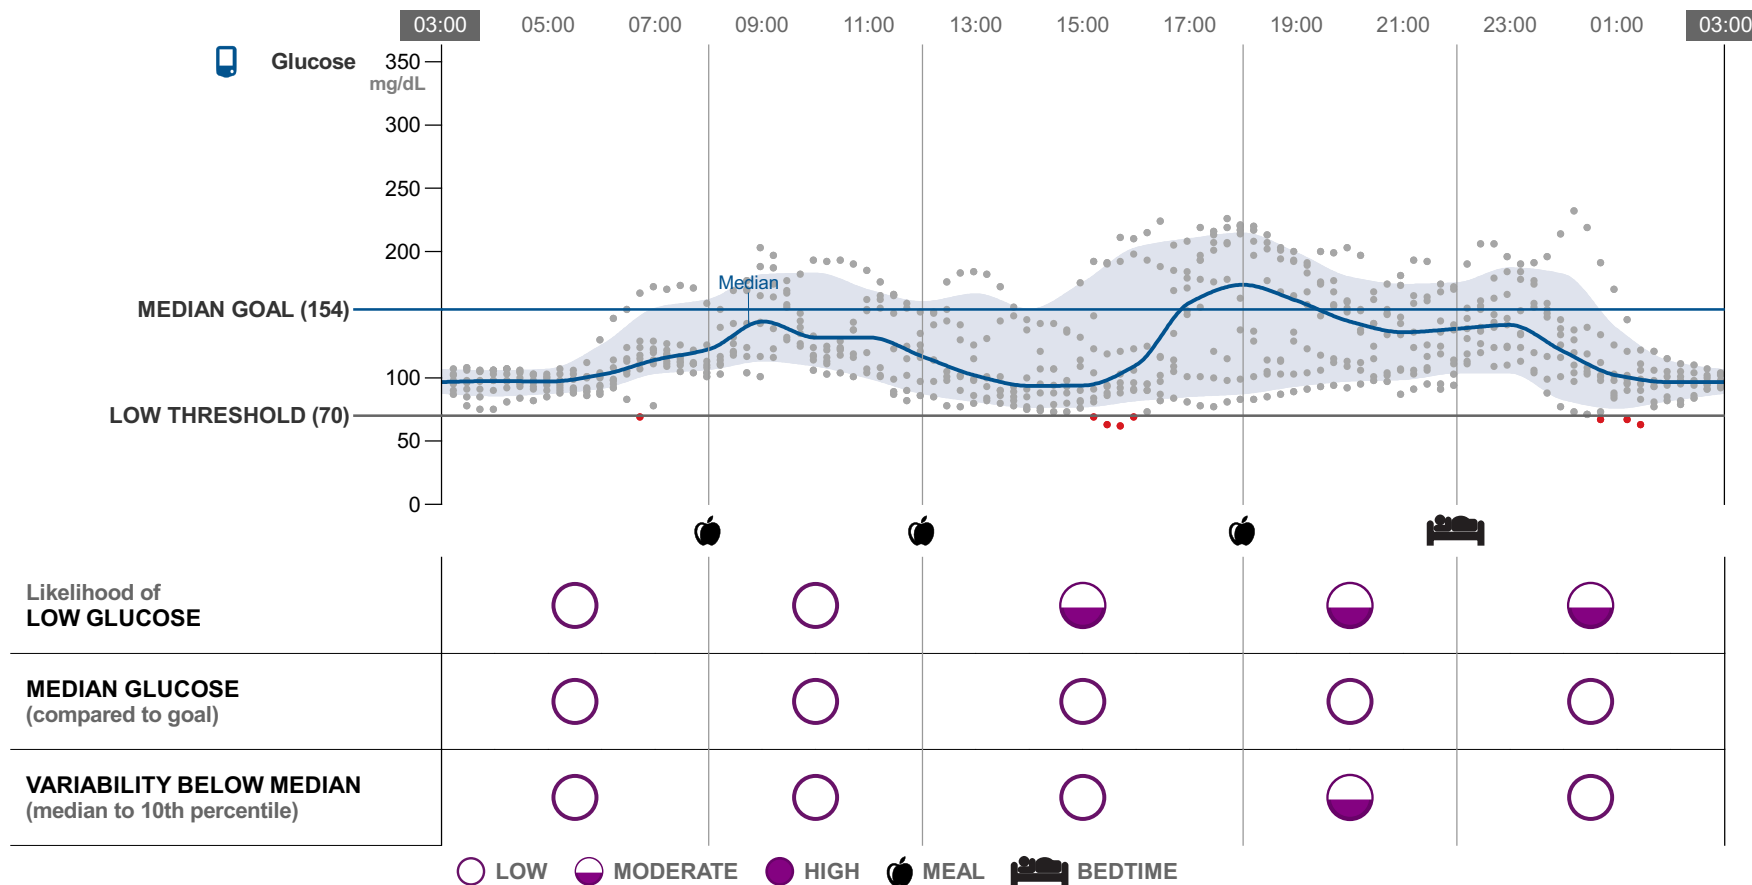 03:00 05:00 07:00 09:00 11:00 13:00 15:00 17:00 19:00 21:00 23:00 01:00 03:00
Glucose 350
mg/dL
300
250
200
Median
MEDIAN GOAL (154)
100
LOW THRESHOLD (70)
50
0
Likelihood of
LOW GLUCOSE
MEDIAN GLUCOSE
(compared to goal)
VARIABILITY BELOW MEDIAN
(median to 10th percentile)
LOW MODERATE HIGH MEAL BEDTIME